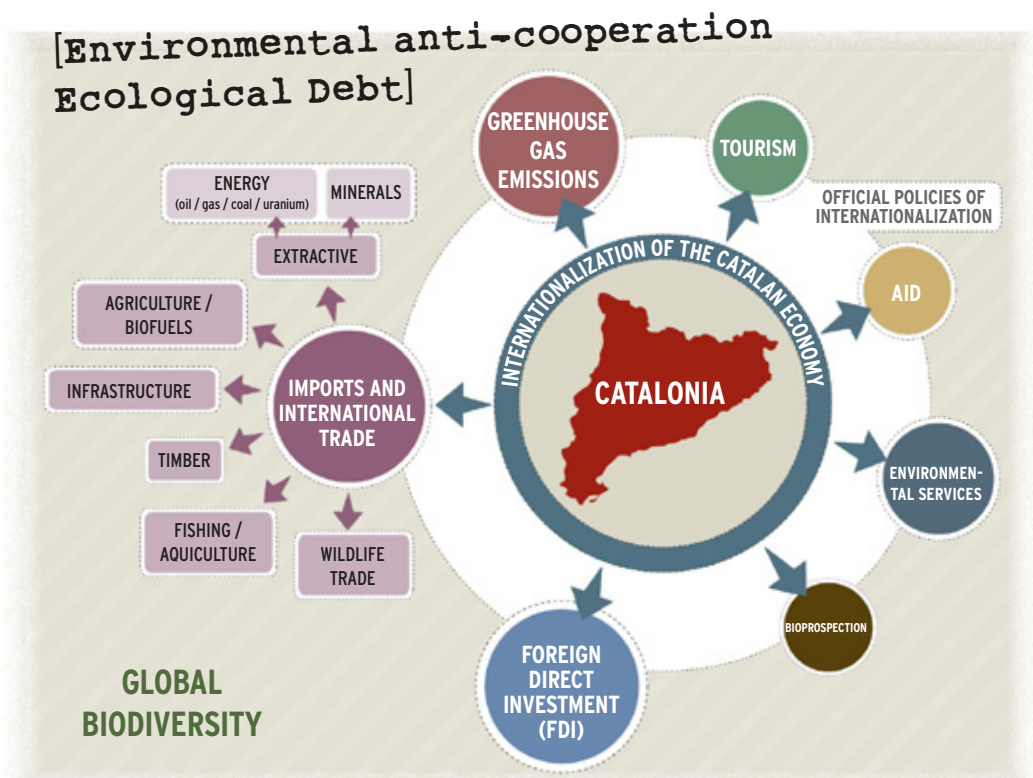 [Environmental anti-cooperation
Ecological Debt]
GREENHOUSE
GAS
EMISSIONS
TOURISM
OFFICIAL POLICIES OF
INTERNATIONALIZATION
AID
ENVIRONMEN-
TAL SERVICES
BIOPROSPECTION
FOREIGN
DIRECT
INVESTMENT
(FDI)
INTERNATIONALIZATION OF THE CATALAN ECONOMY
CATALONIA
IMPORTS AND
INTERNATIONAL
TRADE
ENERGY
(oil / gas / coal / uranium)
MINERALS
EXTRACTIVE
AGRICULTURE /
BIOFUELS
INFRASTRUCTURE
TIMBER
FISHING /
AQUICULTURE
WILDLIFE
TRADE
GLOBAL
BIODIVERSITY